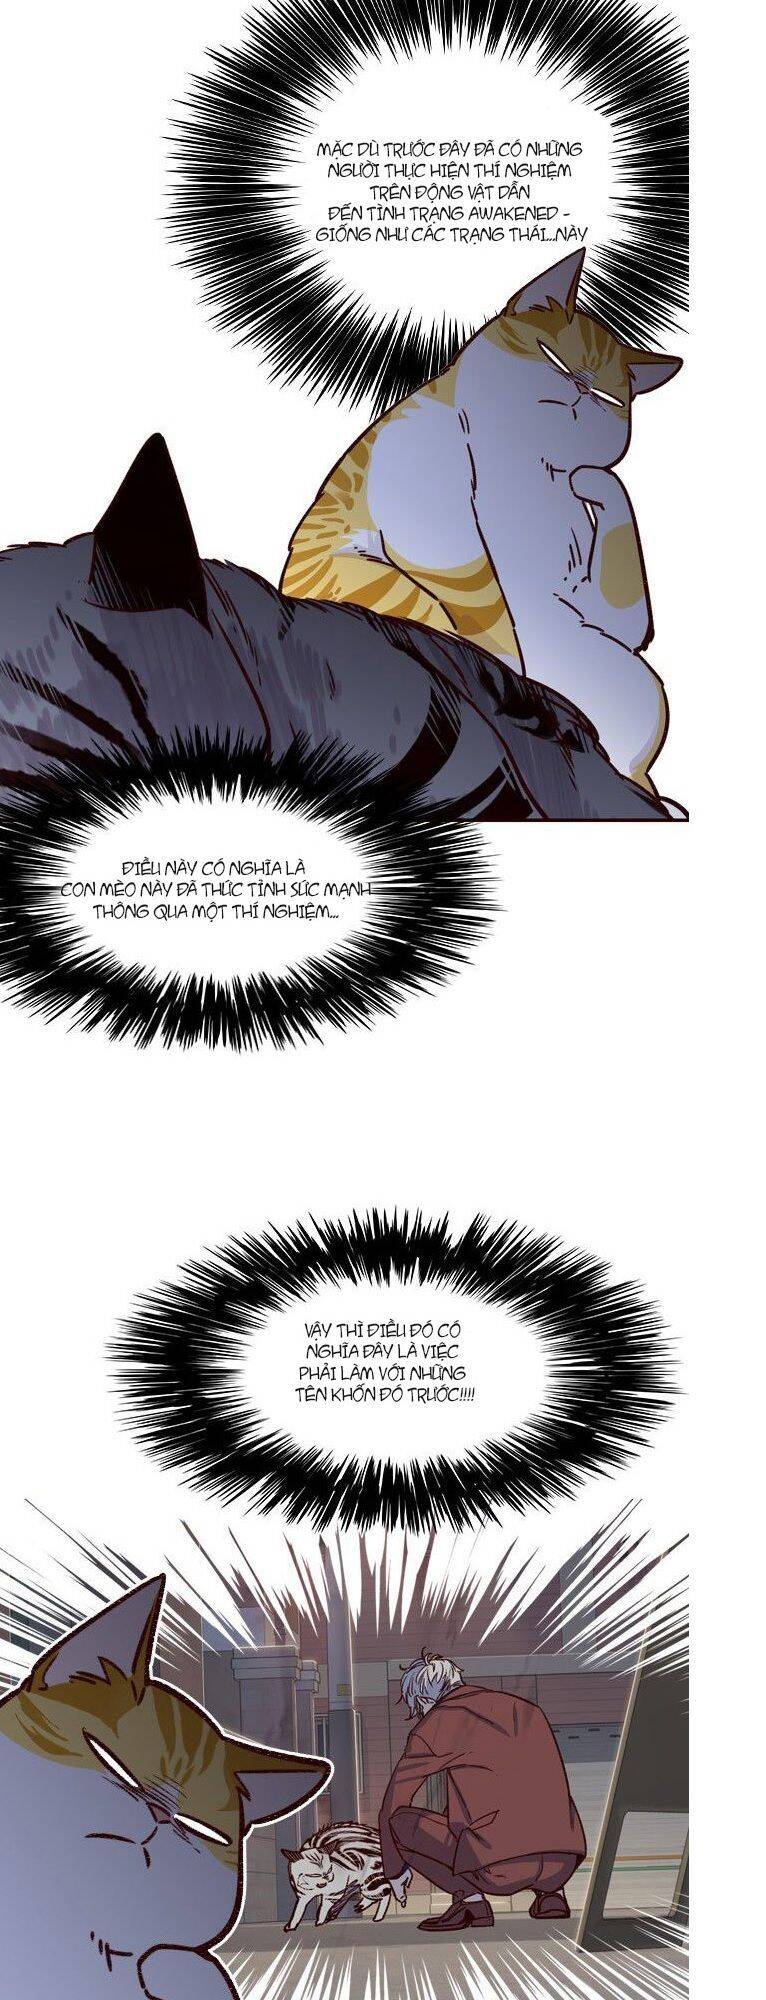 MẶC DÙ TRƯỚC ĐÂY ĐÃ CÓ NHỮNG
NGƯỜI THỰC HIỆN THÍ NGHIỆM
TRÊN ĐỘNG VẬT DẪN
ĐẾN TÌNH TRẠNG AWAKENED -
GIỐNG NHƯ CÁC TRẠNG THÁI...NÀY
ĐIỀU NÀY CÓ NGHĨA LÀ
CON MÈO NÀY ĐÃ THỨC TỈNH SỨC MẠNH
THÔNG QUA MỘT THÍ NGHIỆM...
VẬY THÌ ĐIỀU ĐÓ CÓ
NGHĨA ĐÂY LÀ VIỆC
PHẢI LÀM VỚI NHỮNG
TÊN KHỐN ĐÓ TRƯỚC!!!!